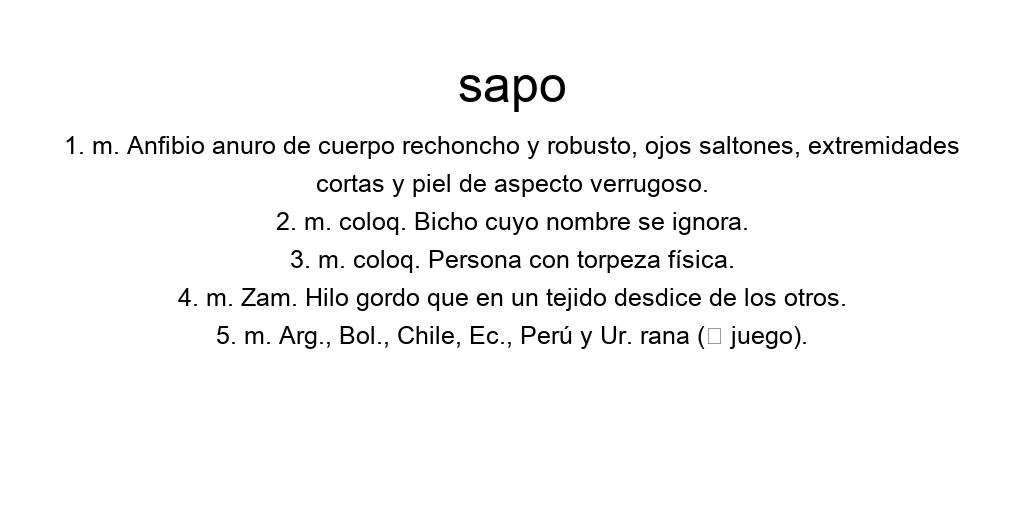 sapo
1. m. Anfibio anuro de cuerpo rechoncho y robusto, ojos saltones, extremidades
cortas y piel de aspecto verrugoso.
2. m. coloq. Bicho cuyo nombre se ignora.
3. m. coloq. Persona con torpeza física.
4. m. Zam. Hilo gordo que en un tejido desdice de los otros.
5. m. Arg., Bol., Chile, Ec., Perú y Ur. rana (▯ juego).